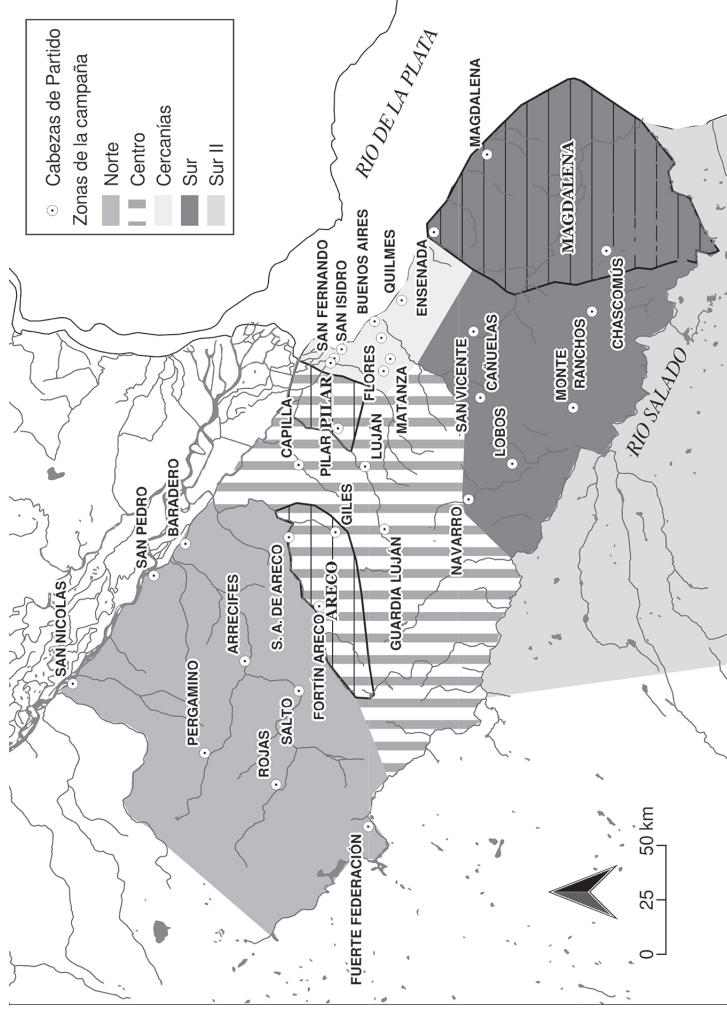 Cabezas de Partido
Zonas de la campaña
Norte
Centro
Cercanías
Sur
Sur II
RIO DE LA PLATA
SAN NICOLÁS
SAN PEDRO
BARADERO
PERGAMINO
ARRECIFES
ROJAS
SALTO
S.A. DE ARECO
FORTÍN ARECO
ARECO
GILES
FUERTE FEDERACIÓN
CAPILLA
PILAR
PILAR
LUJÁN
GUARDIA LUJÁN
NAVARRO
SAN FERNANDO
SAN ISIDRO
BUENOS AIRES
FLORES
MATANZA
QUILMES
ENSENADA
MAGDALENA
MAGDALENA
SAN VICENTE
CAÑUELAS
LOBOS
MONTE
RANCHOS
CHASCOMÚS
RIO SALADO
0
25
50 km